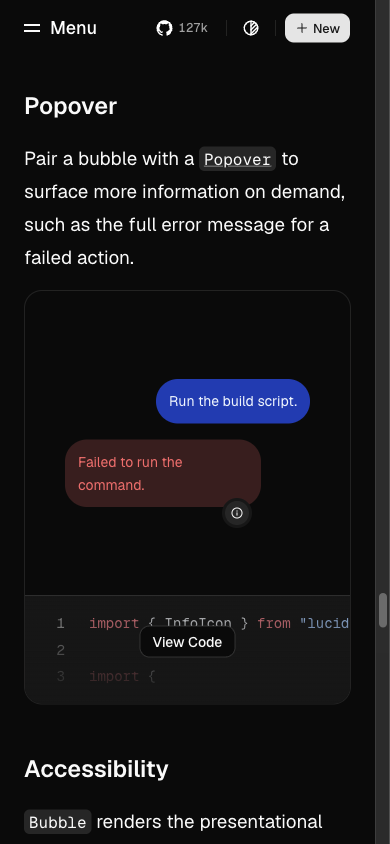 Menu 127k + New
Popover
Pair a bubble with a Popover to
surface more information on demand,
such as the full error message for a
failed action.
Run the build script.
Failed to run the
command.
1 import { InfoIcon } from "lucid
View Code
2
3 import {
Accessibility
Bubble renders the presentational